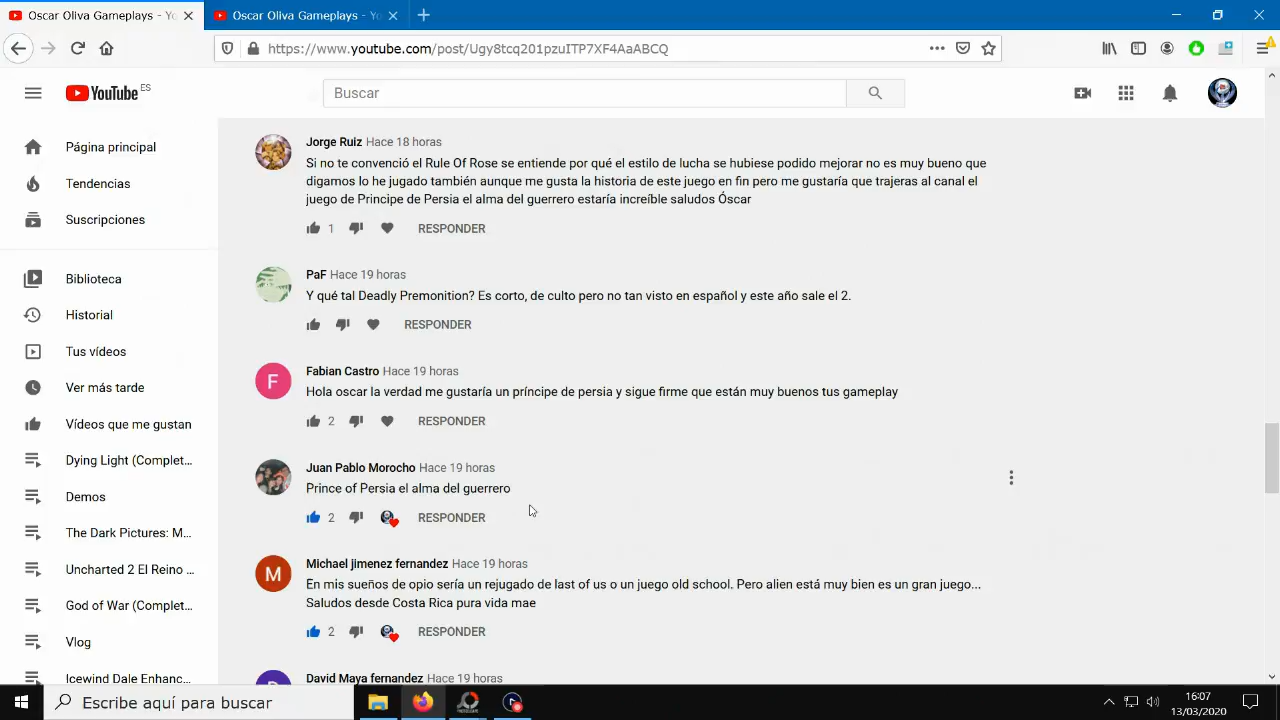 Oscar Oliva Gameplays - Yo
Oscar Oliva Gameplays - Yo
https://www.youtube.com/post/Ugy8tcq201pzuITP7XF4AaABCQ
YouTube ES
Buscar
Página principal
Tendencias
Suscripciones
Biblioteca
Historial
Tus vídeos
Ver más tarde
Vídeos que me gustan
Dying Light (Complet...
Demos
The Dark Pictures: M...
Uncharted 2 El Reino ...
God of War (Complet...
Vlog
Icewind Dale Enhanc...
Jorge Ruiz Hace 18 horas
Si no te convenció el Rule Of Rose se entiende por qué el estilo de lucha se hubiese podido mejorar no es muy bueno que
digamos lo he jugado también aunque me gusta la historia de este juego en fin pero me gustaría que trajeras al canal el
juego de Principe de Persia el alma del guerrero estaría increíble saludos Óscar
1 RESPONDER
PaF Hace 19 horas
Y qué tal Deadly Premonition? Es corto, de culto pero no tan visto en español y este año sale el 2.
RESPONDER
F
Fabian Castro Hace 19 horas
Hola oscar la verdad me gustaría un príncipe de persia y sigue firme que están muy buenos tus gameplay
2 RESPONDER
Juan Pablo Morocho Hace 19 horas
Prince of Persia el alma del guerrero
2 RESPONDER
M
Michael jimenez fernandez Hace 19 horas
En mis sueños de opio sería un rejugado de last of us o un juego old school. Pero alien está muy bien es un gran juego...
Saludos desde Costa Rica pura vida mae
2 RESPONDER
David Maya fernandez Hace 19 horas
Escribe aquí para buscar
16:07
13/03/2020